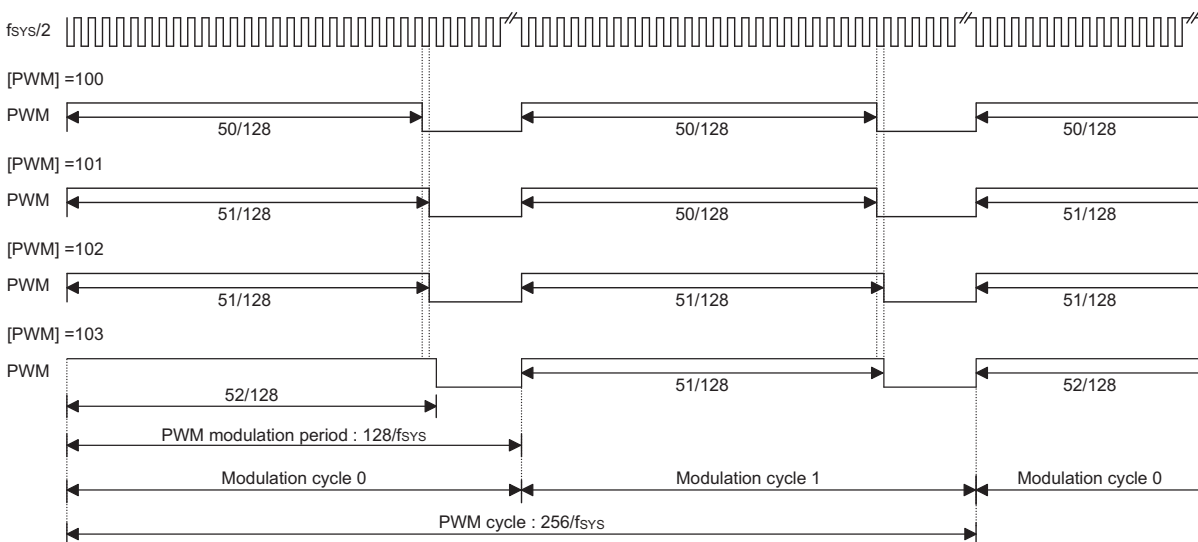 fSYS/2
[PWM] =100
PWM
50/128 50/128 50/128
[PWM] =101
PWM
51/128 50/128 51/128
[PWM] =102
PWM
51/128 51/128 51/128
[PWM] =103
PWM
52/128 51/128 52/128
PWM modulation period : 128/fSYS
Modulation cycle 0 Modulation cycle 1 Modulation cycle 0
PWM cycle : 256/fSYS